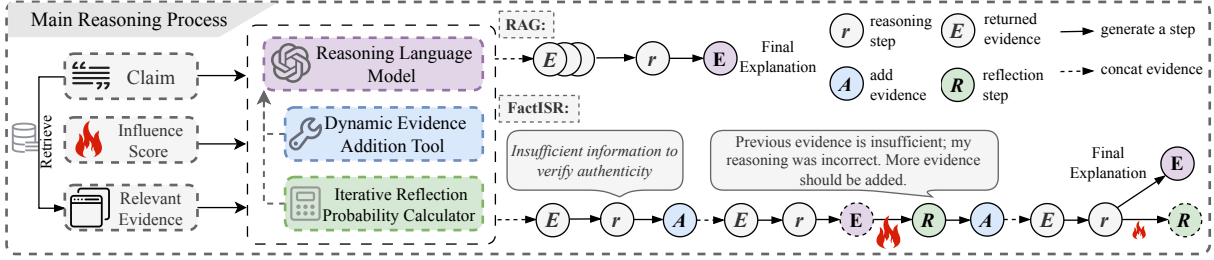 Main Reasoning Process
Retrieve
Claim
Influence
Score
Relevant
Evidence
Reasoning Language
Model
Dynamic Evidence
Addition Tool
Iterative Reflection
Probability Calculator
RAG:
E
r
E
Final
Explanation
r
reasoning
step
E
returned
evidence
generate a step
A
add
evidence
R
reflection
step
concat evidence
FactISR:
Insufficient information to
verify authenticity
Previous evidence is insufficient; my
reasoning was incorrect. More evidence
should be added.
Final
Explanation
E
E
r
A
E
r
E
R
A
E
r
R